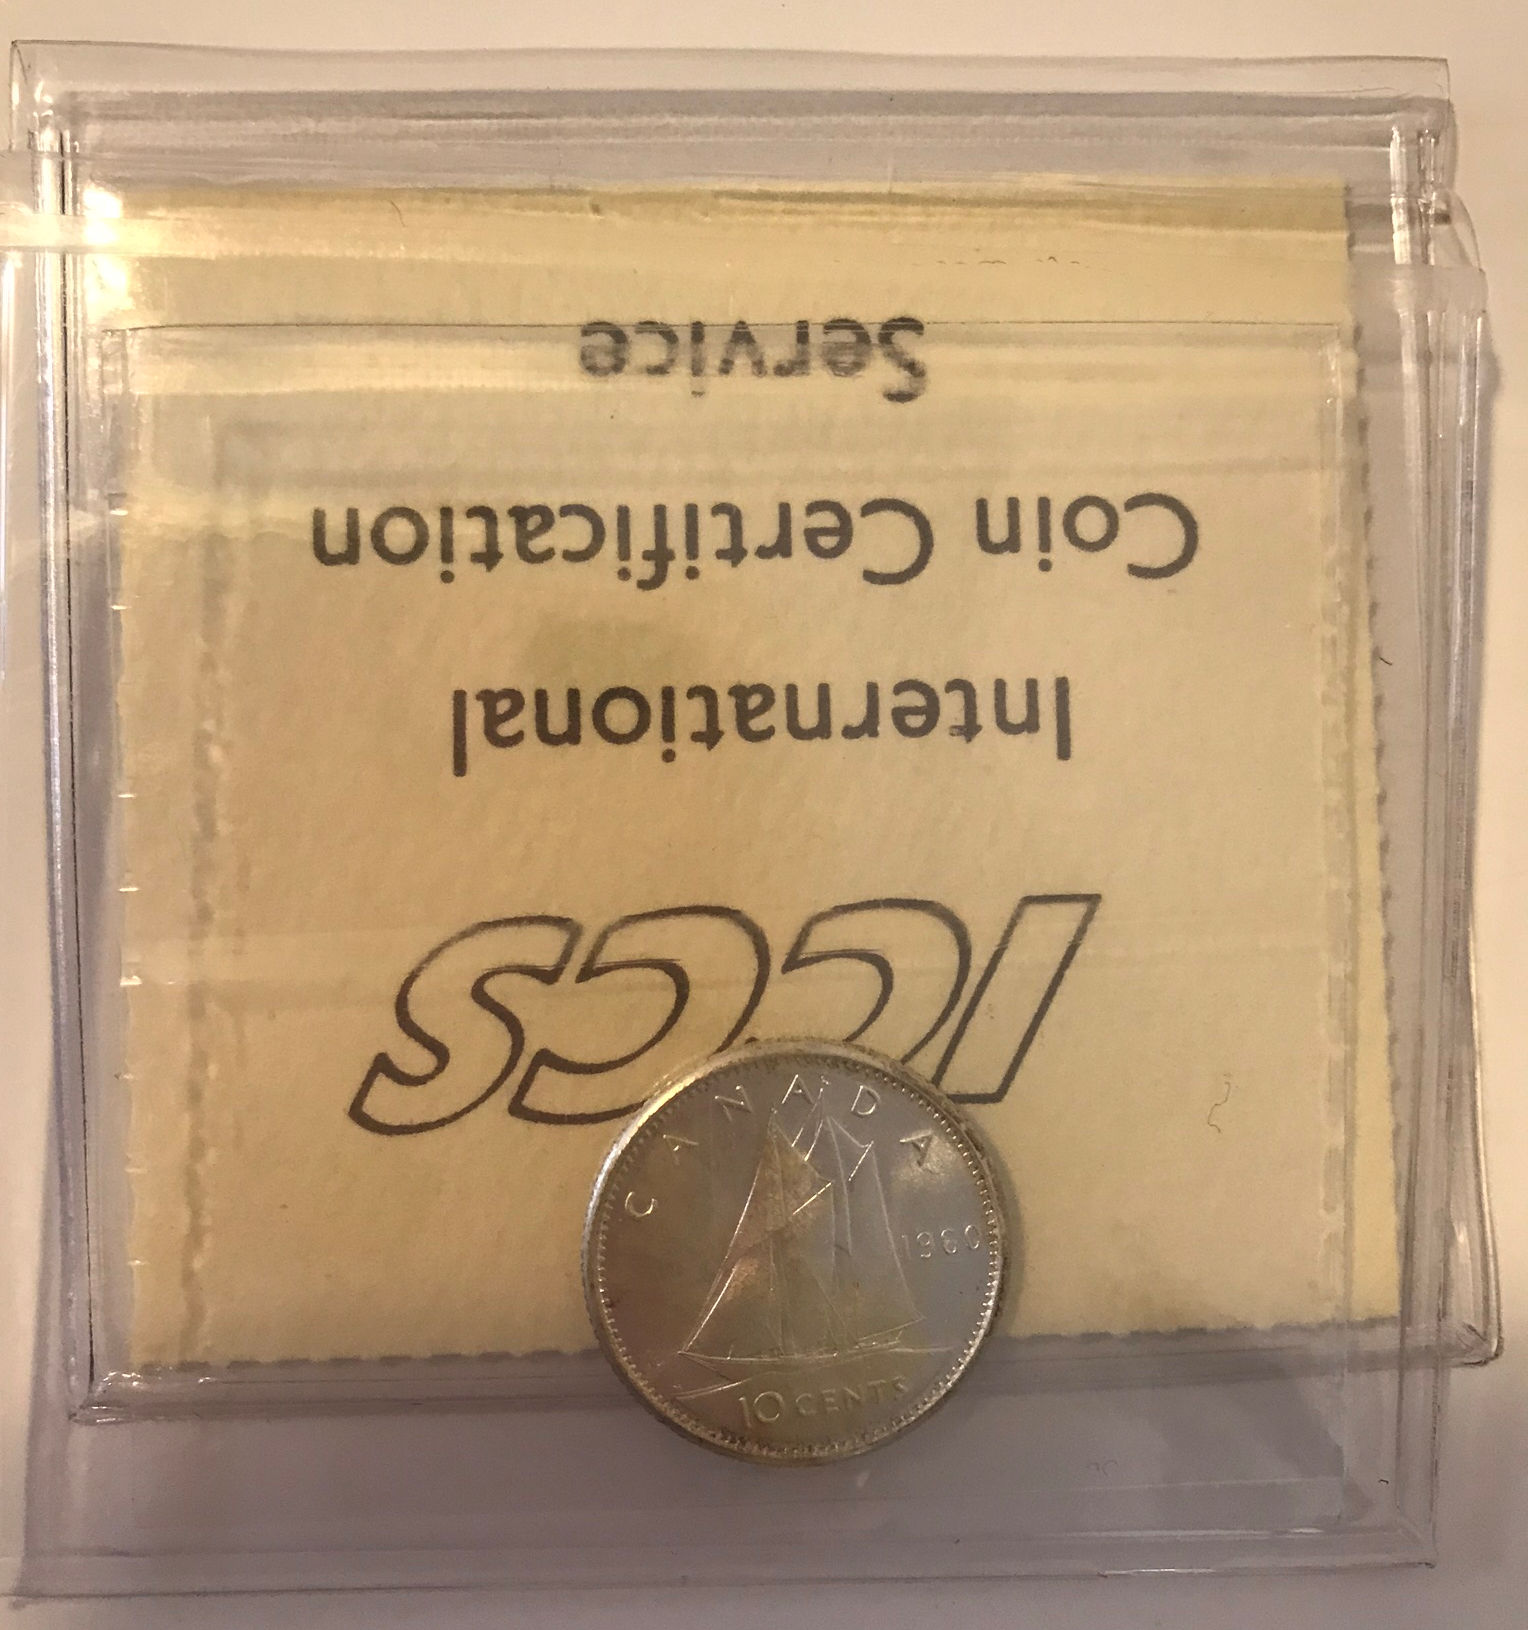 ICCS
International
Coin Certification
Service
CANADA
1960
10 CENTS